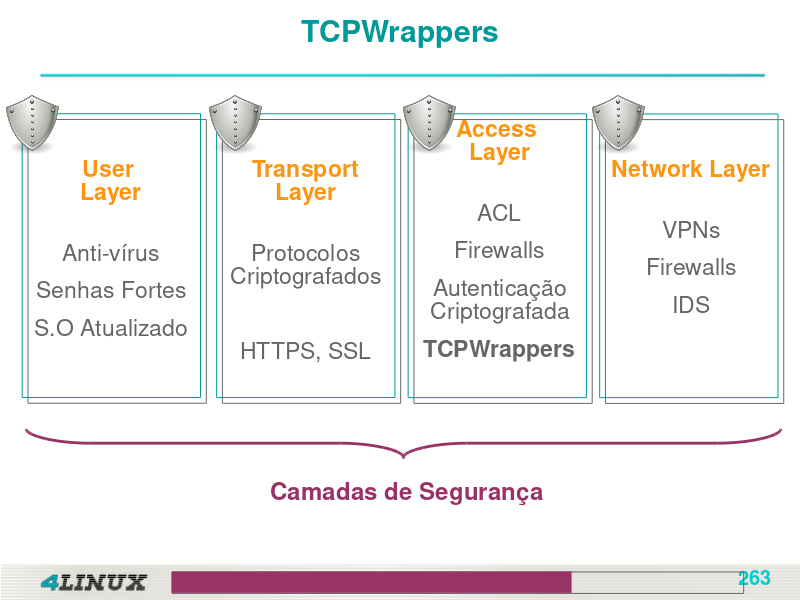 TCPWrappers
User
Layer
Anti-vírus
Senhas Fortes
S.O Atualizado
Transport
Layer
Protocolos
Criptografados
HTTPS, SSL
Access
Layer
ACL
Firewalls
Autenticação
Criptografada
TCPWrappers
Network Layer
VPNs
Firewalls
IDS
Camadas de Segurança
4LINUX
263